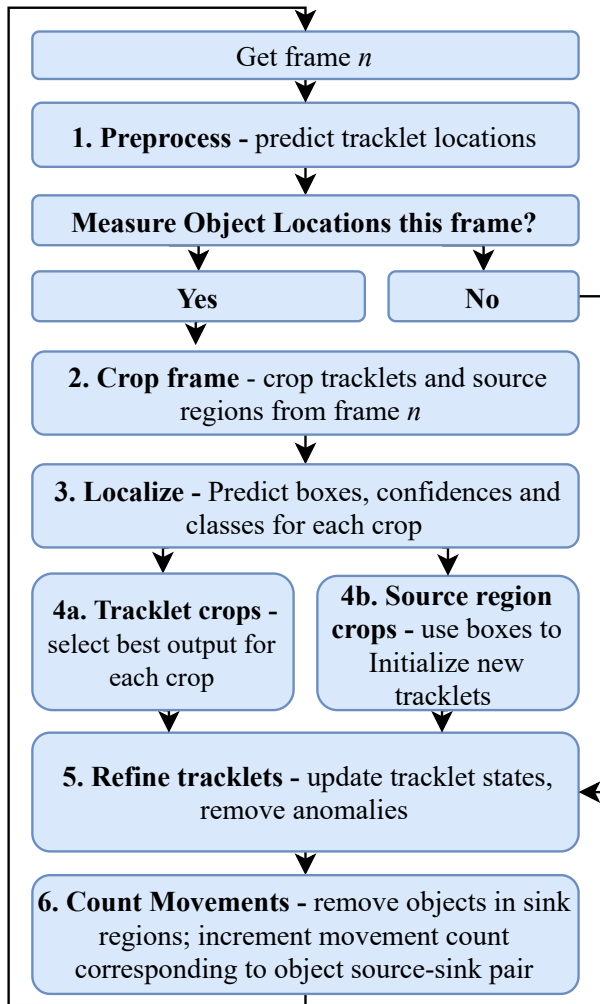 Get frame n
1. Preprocess - predict tracklet locations
Measure Object Locations this frame?
Yes
No
2. Crop frame - crop tracklets and source
regions from frame n
3. Localize - Predict boxes, confidences and
classes for each crop
4a. Tracklet crops -
select best output for
each crop
4b. Source region
crops - use boxes to
Initialize new
tracklets
5. Refine tracklets - update tracklet states,
remove anomalies
6. Count Movements - remove objects in sink
regions; increment movement count
corresponding to object source-sink pair